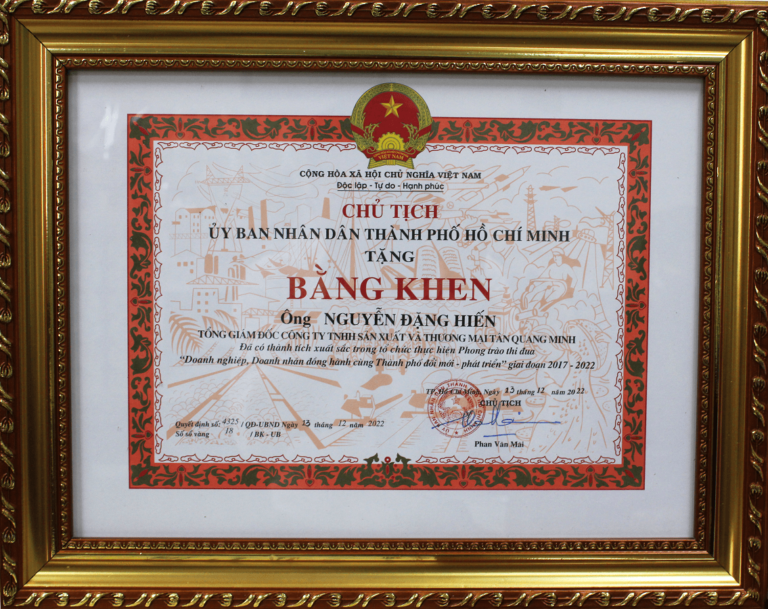 VIỆT NAM
CỘNG HÒA XÃ HỘI CHỦ NGHĨA VIỆT NAM
Độc lập - Tự do - Hạnh phúc
CHỦ TỊCH
ỦY BAN NHÂN DÂN THÀNH PHỐ HỒ CHÍ MINH
TẶNG
BẰNG KHEN
Ông NGUYỄN ĐẶNG HIẾN
TỔNG GIÁM ĐỐC CÔNG TY TNHH SẢN XUẤT VÀ THƯƠNG MẠI TÂN QUANG MINH
Đã có thành tích xuất sắc trong tổ chức thực hiện Phong trào thi đua
"Doanh nghiệp, Doanh nhân đồng hành cùng Thành phố đổi mới - phát triển" giai đoạn 2017 - 2022
TP. Hồ Chí Minh, Ngày 13 tháng 12 năm 2022
CHỦ TỊCH
Quyết định số: 4525 / QĐ-UBND Ngày 13 tháng 12 năm 2022
Số sổ vàng 18 / BK - UB
Phan Văn Mãi